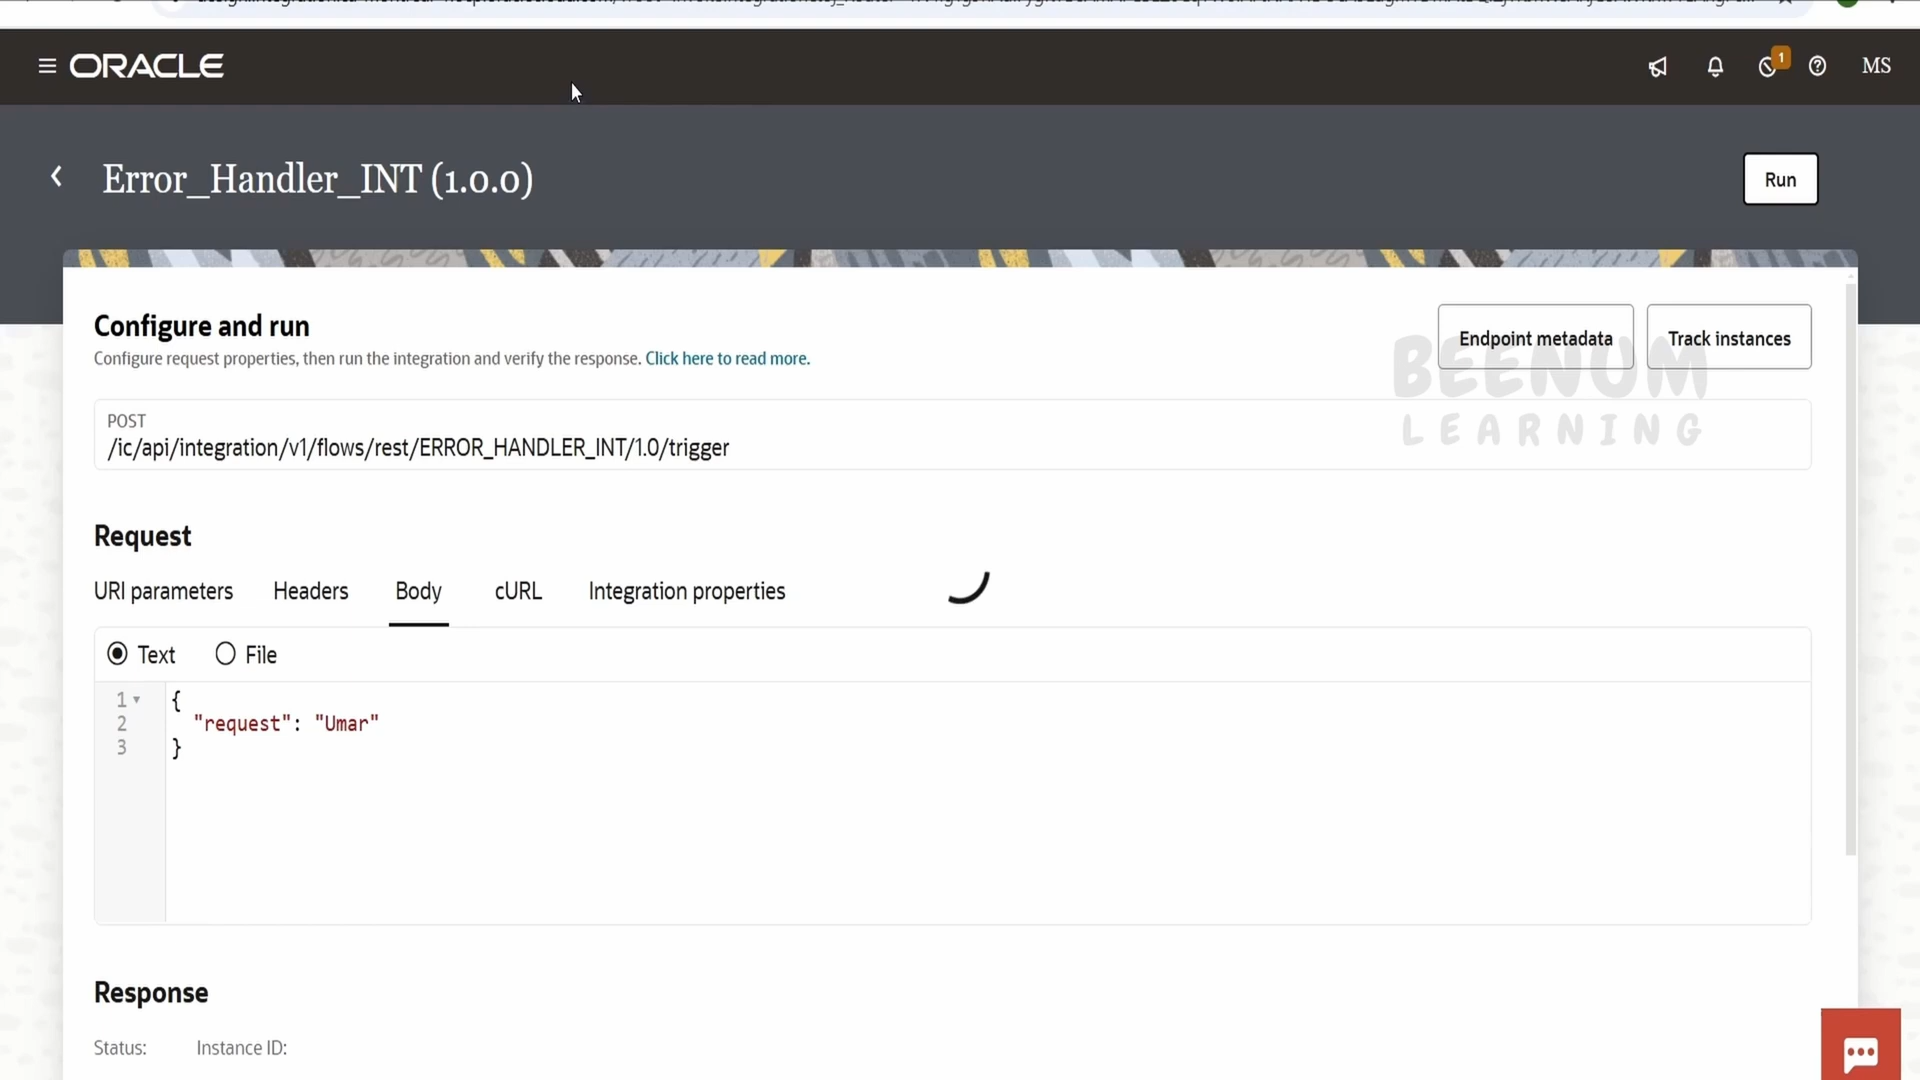 ORACLE
1
MS
Error_Handler_INT (1.0.0)
Run
Configure and run
Configure request properties, then run the integration and verify the response. Click here to read more.
Endpoint metadata
Track instances
BEENUM
LEARNING
POST
/ic/api/integration/v1/flows/rest/ERROR_HANDLER_INT/1.0/trigger
Request
URI parameters
Headers
Body
cURL
Integration properties
Text
File
1 {
2 "request": "Umar"
3 }
Response
Status:
Instance ID: